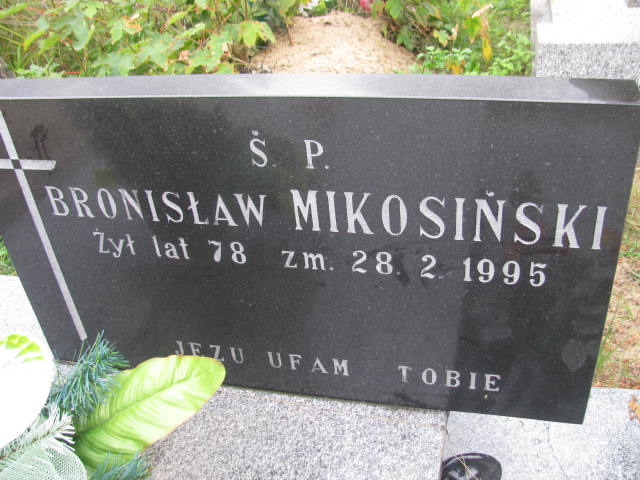 Ś. P.
BRONISŁAW MIKOSIŃSKI
Żył lat 78 zm. 28. 2. 1995
JEZU UFAM TOBIE